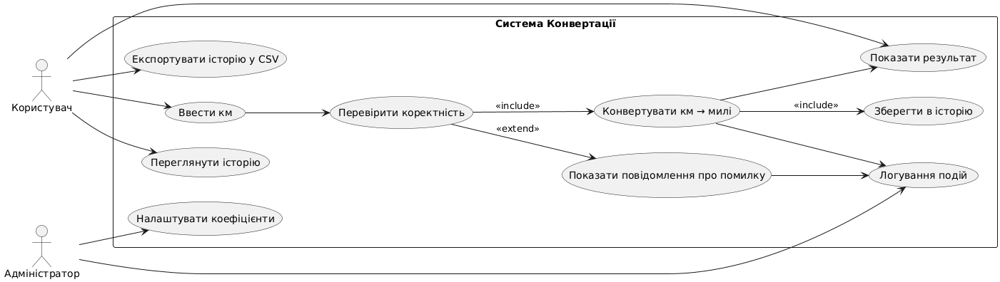 Система Конвертації
Показати результат
Експортувати історію у CSV
Користувач
Ввести км
Перевірити коректність
«include»
Конвертувати км → милі
«include»
Зберегти в історію
«extend»
Переглянути історію
Показати повідомлення про помилку
Логування подій
Налаштувати коефіцієнти
Адміністратор